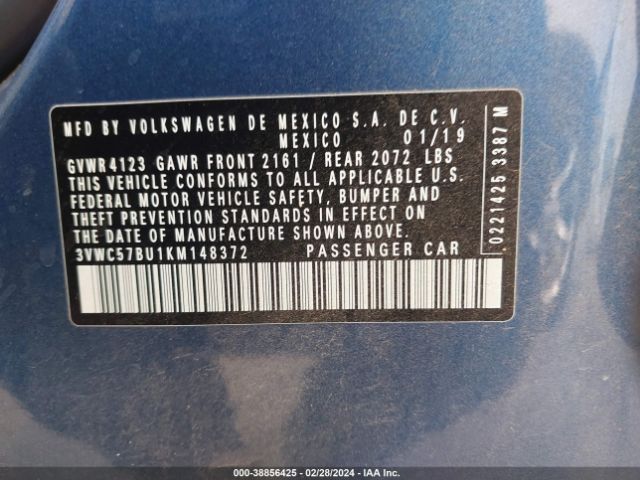 MFD BY VOLKSWAGEN DE MEXICO S.A. DE C.V.
MEXICO 01/19
GVWR 4123 GAWR FRONT 2161 / REAR 2072 LBS
THIS VEHICLE CONFORMS TO ALL APPLICABLE U.S.
FEDERAL MOTOR VEHICLE SAFETY, BUMPER AND
THEFT PREVENTION STANDARDS IN EFFECT ON
THE DATE OF MANUFACTURE SHOWN ABOVE.
3VWC57BU1KM148372 PASSENGER CAR
0221425 3387 M
000-38856425 - 02/28/2024 - IAA Inc.